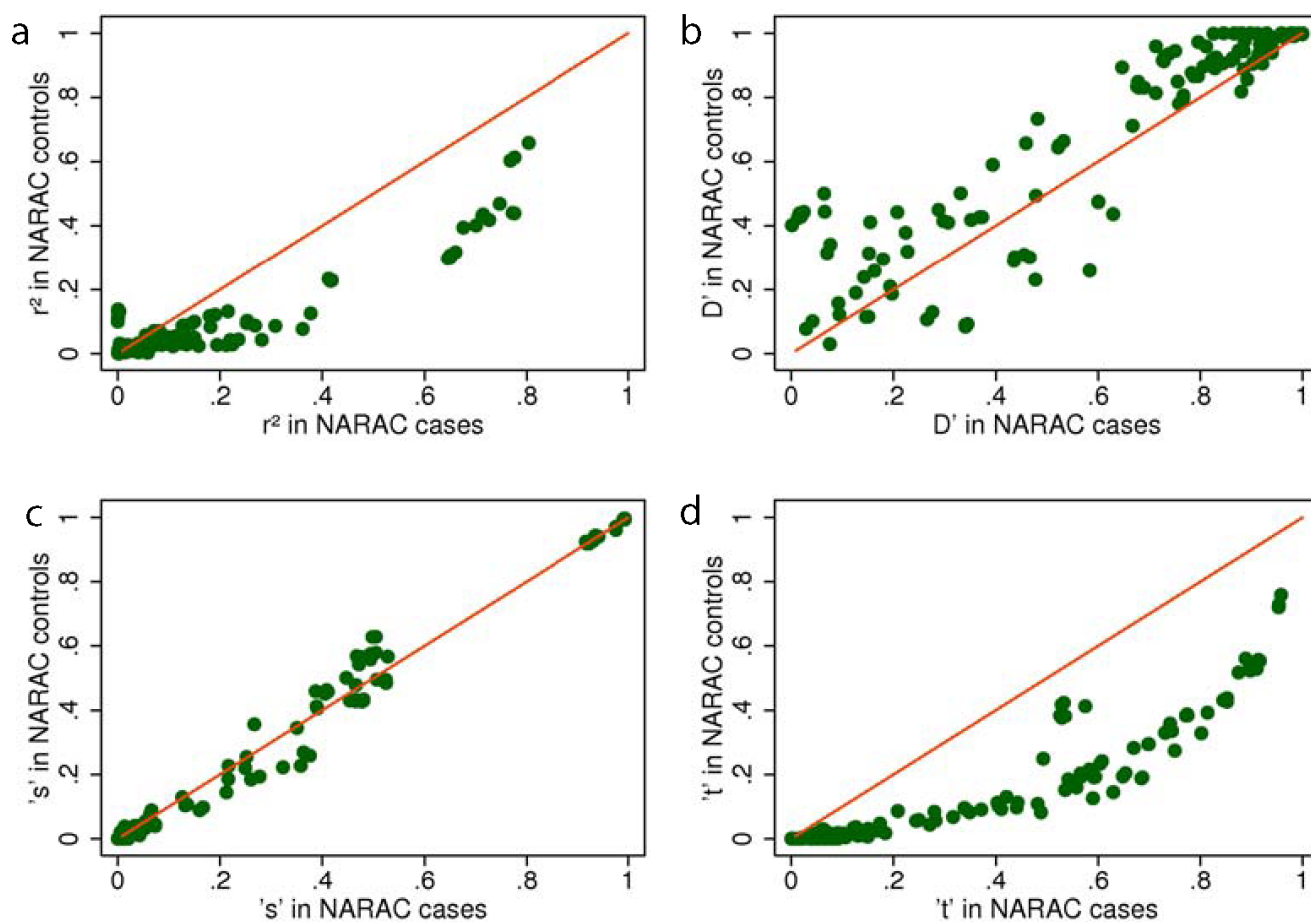 a
r² in NARAC controls
0 .2 .4 .6 .8 1
0 .2 .4 .6 .8 1
r² in NARAC cases
b
D' in NARAC controls
0 .2 .4 .6 .8 1
0 .2 .4 .6 .8 1
D' in NARAC cases
c
's' in NARAC controls
0 .2 .4 .6 .8 1
0 .2 .4 .6 .8 1
's' in NARAC cases
d
't' in NARAC controls
0 .2 .4 .6 .8 1
0 .2 .4 .6 .8 1
't' in NARAC cases